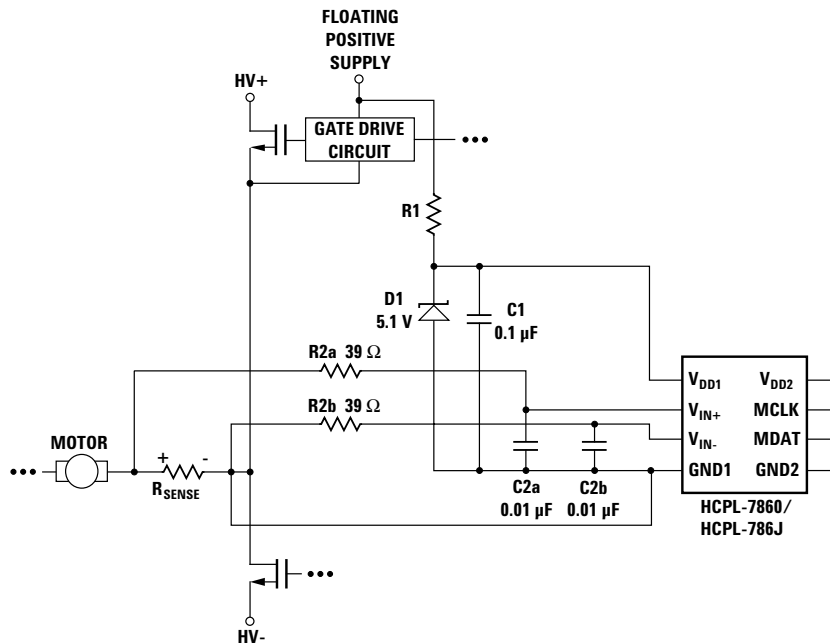 FLOATING
POSITIVE
SUPPLY
HV+
GATE DRIVE
CIRCUIT
•••
R1
D1
5.1 V
C1
0.1 µF
R2a 39 Ω
R2b 39 Ω
MOTOR
•••
+ -
RSENSE
C2a
0.01 µF
C2b
0.01 µF
VDD1 VDD2
VIN+ MCLK
VIN- MDAT
GND1 GND2
HCPL-7860/
HCPL-786J
•••
HV-